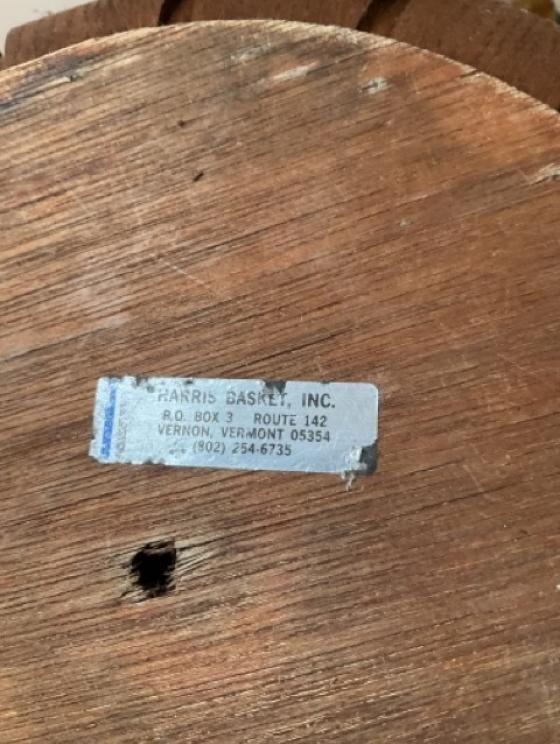 HARRIS BASKET, INC.
P.O. BOX 3 ROUTE 142
VERNON, VERMONT 05354
(802) 254-6735